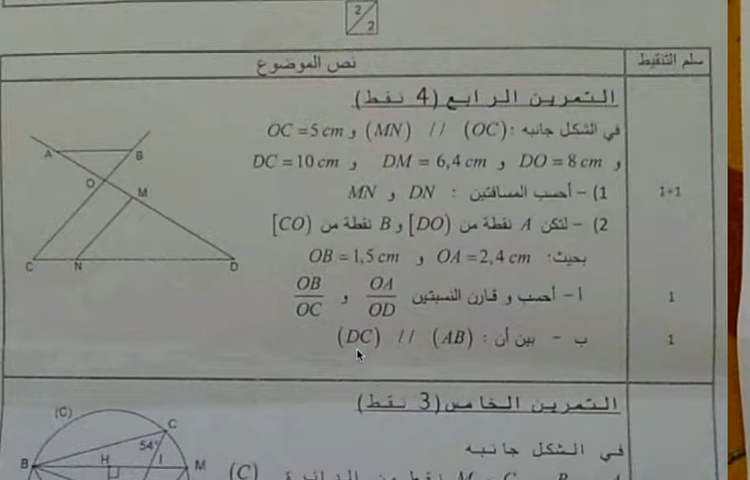 2/2
نص الموضوع
سلم التنقيط
التمرين الرابع (4 نقط)
في الشكل جانبه : (OC) // (MN) و OC = 5 cm
و DO = 8 cm و DM = 6,4 cm و DC = 10 cm
1) - أحسب المسافتين : DN و MN
1+1
2) - لتكن A نقطة من (DO] و B نقطة من (CO]
بحيث: OA = 2,4 cm و OB = 1,5 cm
أ - أحسب و قارن النسبتين OA/OD و OB/OC
1
ب - بين أن : (AB) // (DC)
1
A
B
O
M
C
N
D
التمرين الخامس (3 نقط)
في الشكل جانبه
(C)
C
54°
B
H
I
M